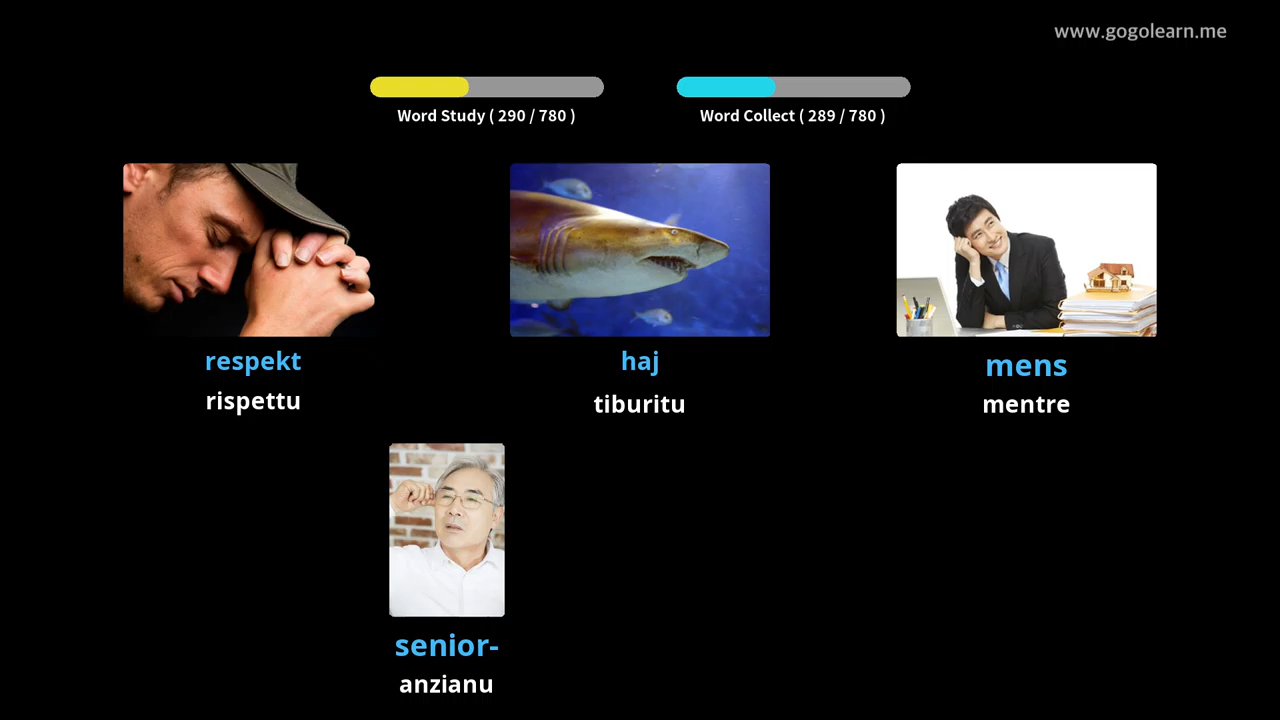 www.gogolearn.me
Word Study ( 290 / 780 )
Word Collect ( 289 / 780 )
respekt
rispettu
haj
tiburitu
mens
mentre
senior-
anzianu